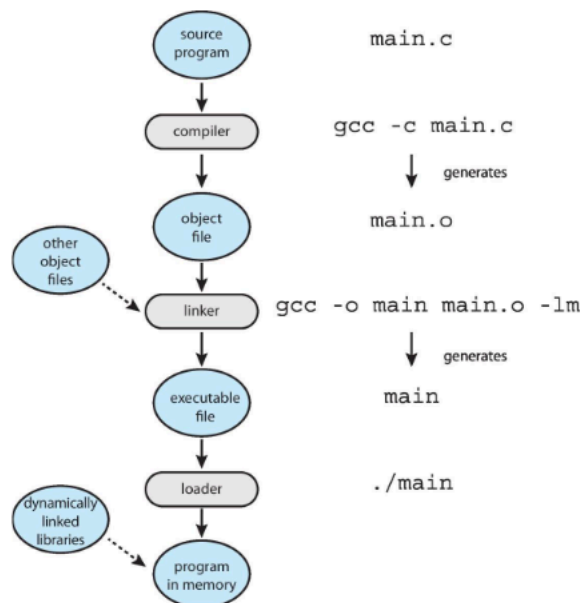 source
program
main.c
compiler
gcc -c main.c
generates
object
file
main.o
other
object
files
linker
gcc -o main main.o -lm
generates
executable
file
main
loader
./main
dynamically
linked
libraries
program
in memory